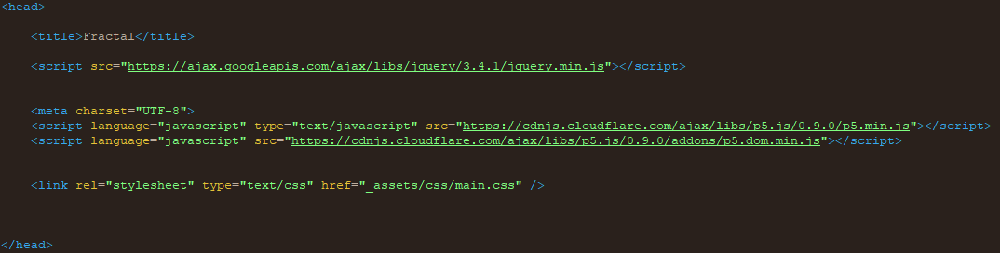 <head>
<title>Fractal</title>
<script src="https://ajax.googleapis.com/ajax/libs/jquery/3.4.1/jquery.min.js"></script>
<meta charset="UTF-8">
<script language="javascript" type="text/javascript" src="https://cdnjs.cloudflare.com/ajax/libs/p5.js/0.9.0/p5.min.js"></script>
<script language="javascript" src="https://cdnjs.cloudflare.com/ajax/libs/p5.js/0.9.0/addons/p5.dom.min.js"></script>
<link rel="stylesheet" type="text/css" href="_assets/css/main.css" />
</head>